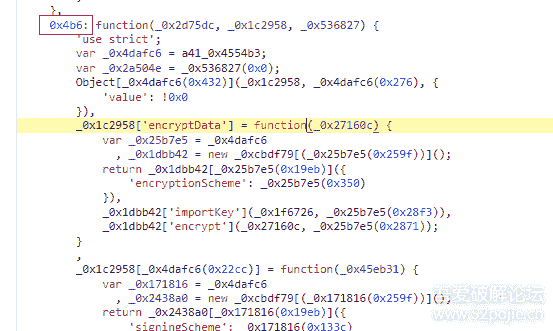 },
0x4b6: function(_0x2d75dc, _0x1c2958, _0x536827) {
'use strict';
var _0x4dafc6 = a41_0x4554b3;
var _0x2a504e = _0x536827(0x0);
Object[_0x4dafc6(0x432)](_0x1c2958, _0x4dafc6(0x276), {
'value': !0x0
}),
_0x1c2958['encryptData'] = function(_0x27160c) {
var _0x25b7e5 = _0x4dafc6
, _0x1dbb42 = new _0xcbdf79[(_0x25b7e5(0x259f))]();
return _0x1dbb42[_0x25b7e5(0x19eb)]({
'encryptionScheme': _0x25b7e5(0x350)
}),
_0x1dbb42['importKey'](_0x1f6726, _0x25b7e5(0x28f3)),
_0x1dbb42['encrypt'](_0x27160c, _0x25b7e5(0x2871));
}
,
_0x1c2958[_0x4dafc6(0x22cc)] = function(_0x45eb31) {
var _0x171816 = _0x4dafc6
, _0x2438a0 = new _0xcbdf79[(_0x171816(0x259f))]();
return _0x2438a0[_0x171816(0x19eb)]({
'signingScheme': _0x171816(0x133c)
吾爱破解论坛
www.52pojie.cn